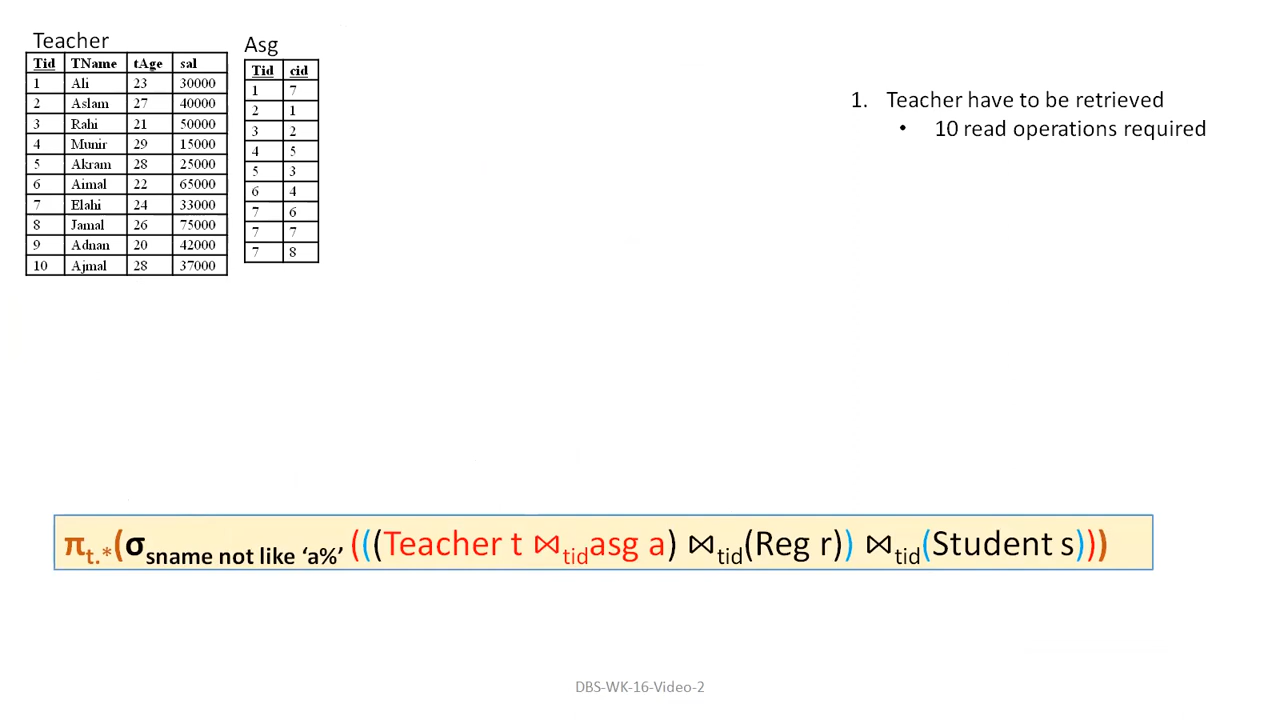 Teacher
Tid TName tAge sal
1 Ali 23 30000
2 Aslam 27 40000
3 Rahi 21 50000
4 Munir 29 15000
5 Akram 28 25000
6 Aimal 22 65000
7 Elahi 24 33000
8 Jamal 26 75000
9 Adnan 20 42000
10 Ajmal 28 37000
Asg
Tid cid
1 7
2 1
3 2
4 5
5 3
6 4
7 6
7 7
7 8
1. Teacher have to be retrieved
• 10 read operations required
πt.*(σsname not like ‘a%’ (((Teacher t ⋈tidasg a) ⋈tid(Reg r)) ⋈tid(Student s)))
DBS-WK-16-Video-2